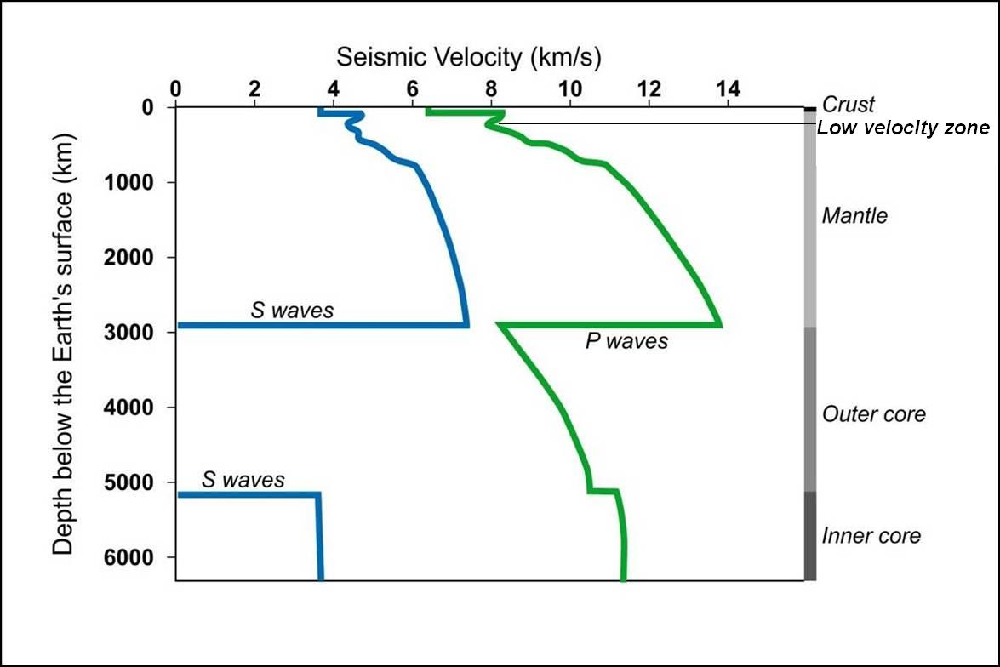 Seismic Velocity (km/s)
0 2 4 6 8 10 12 14
Depth below the Earth's surface (km)
0
1000
2000
3000
4000
5000
6000
S waves
P waves
S waves
Crust
Low velocity zone
Mantle
Outer core
Inner core